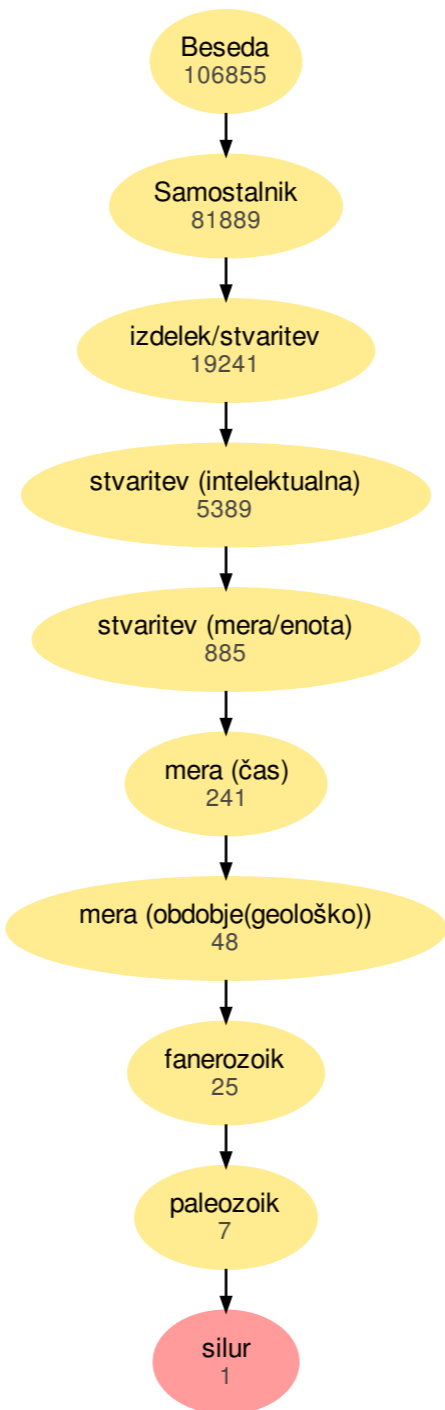 Beseda
106855
Samostalnik
81889
izdelek/stvaritev
19241
stvaritev (intelektualna)
5389
stvaritev (mera/enota)
885
mera (čas)
241
mera (obdobje(geološko))
48
fanerozoik
25
paleozoik
7
silur
1